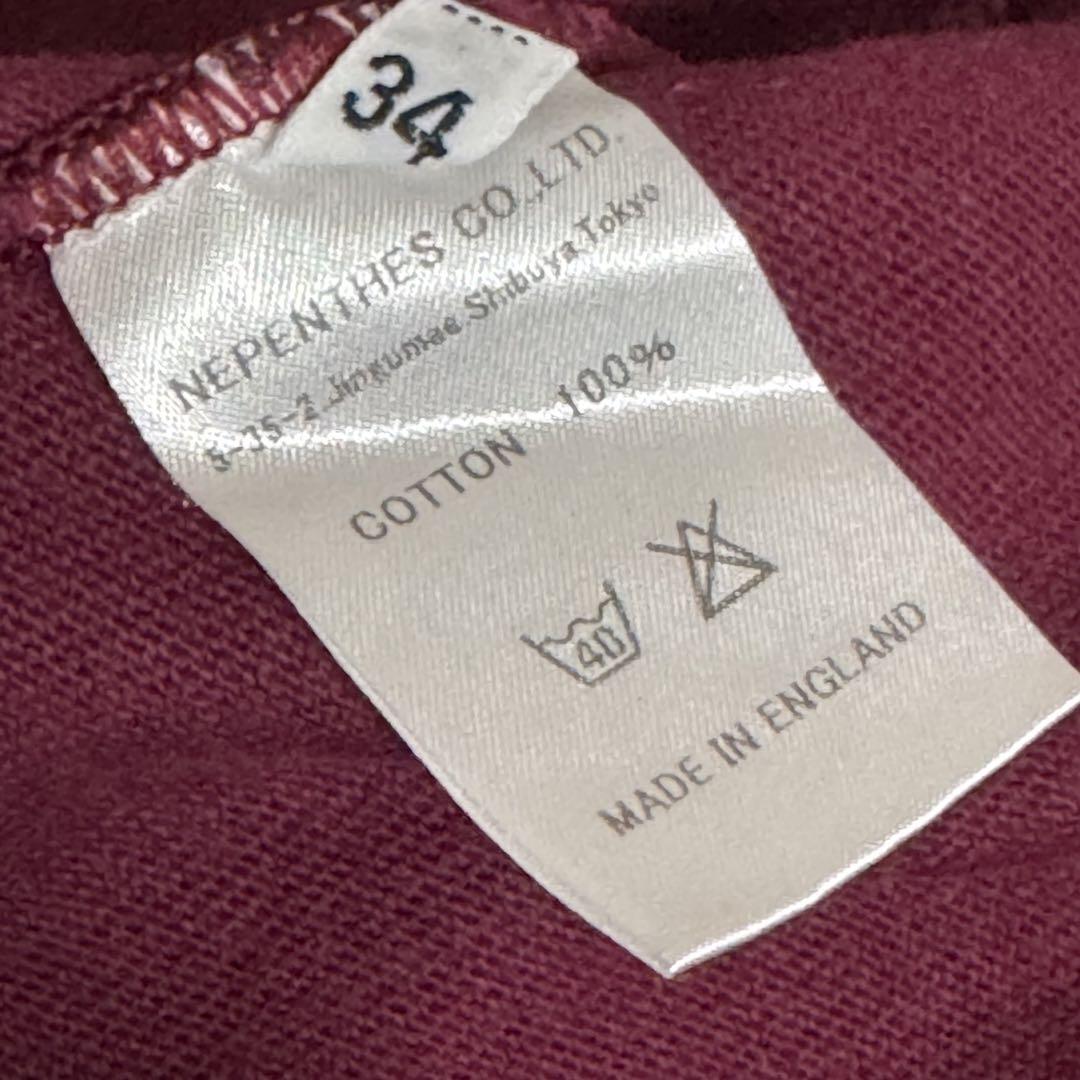 34
NEPENTHES CO.,LTD.
3-35-2 Jingumae Shibuya Tokyo
COTTON 100%
40
MADE IN ENGLAND